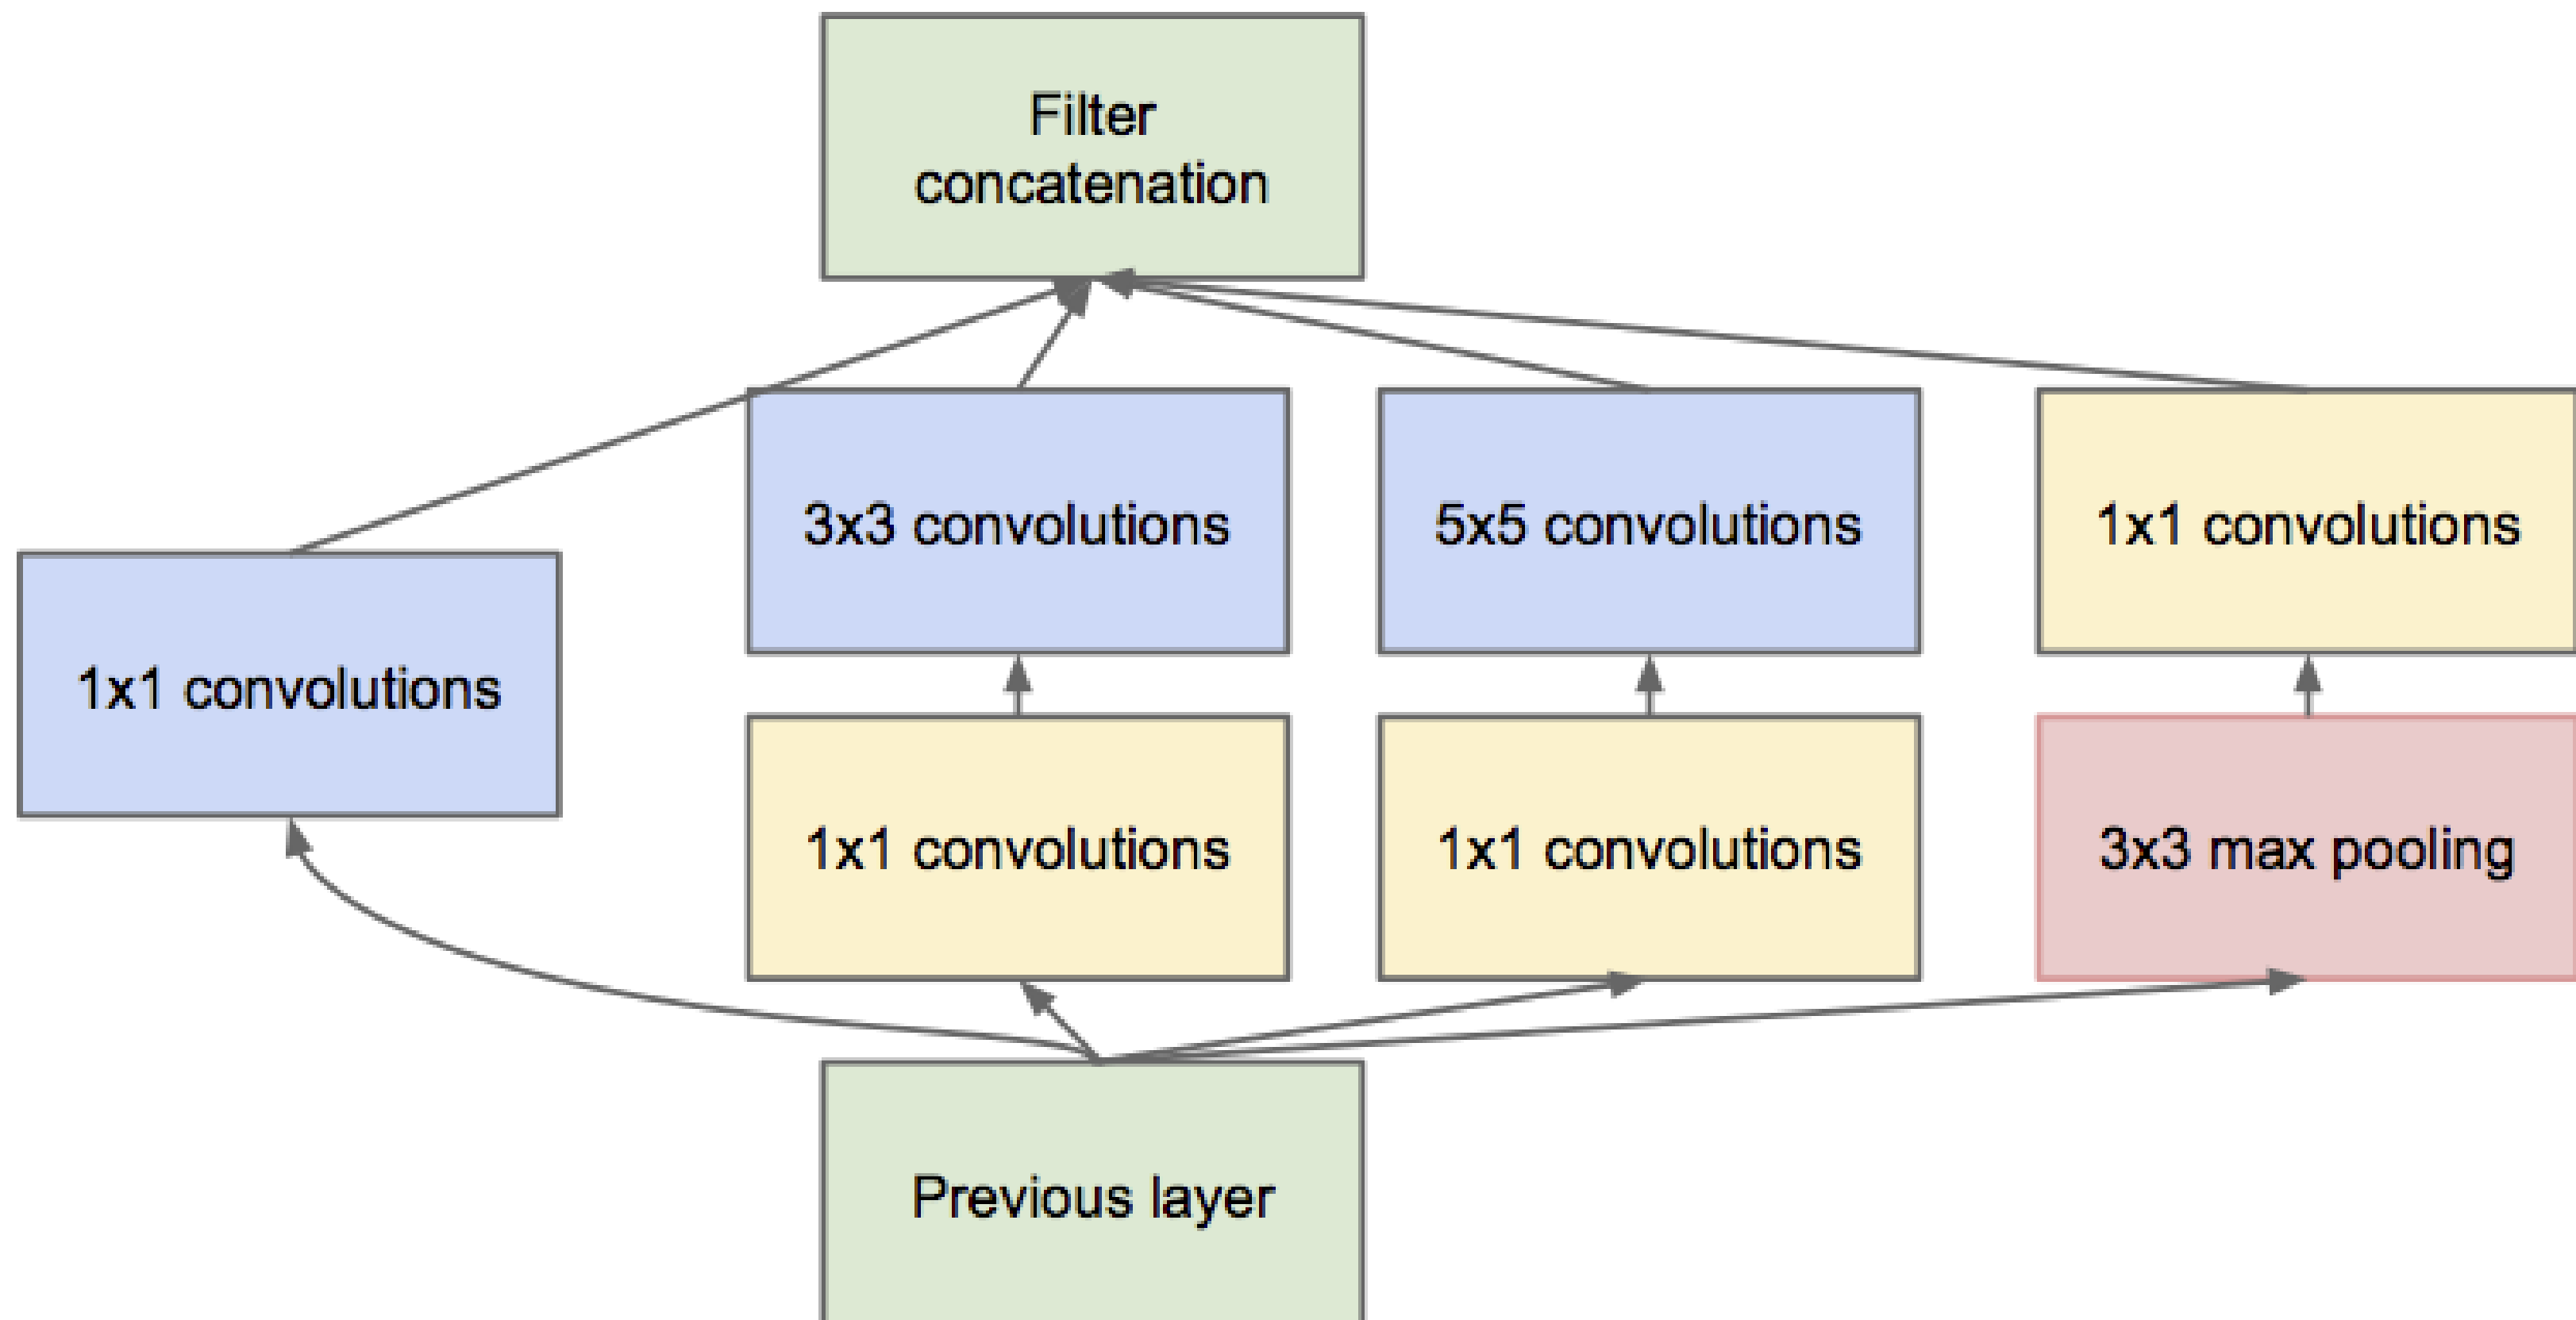 Filter
concatenation
3x3 convolutions
5x5 convolutions
1x1 convolutions
1x1 convolutions
1x1 convolutions
1x1 convolutions
3x3 max pooling
Previous layer